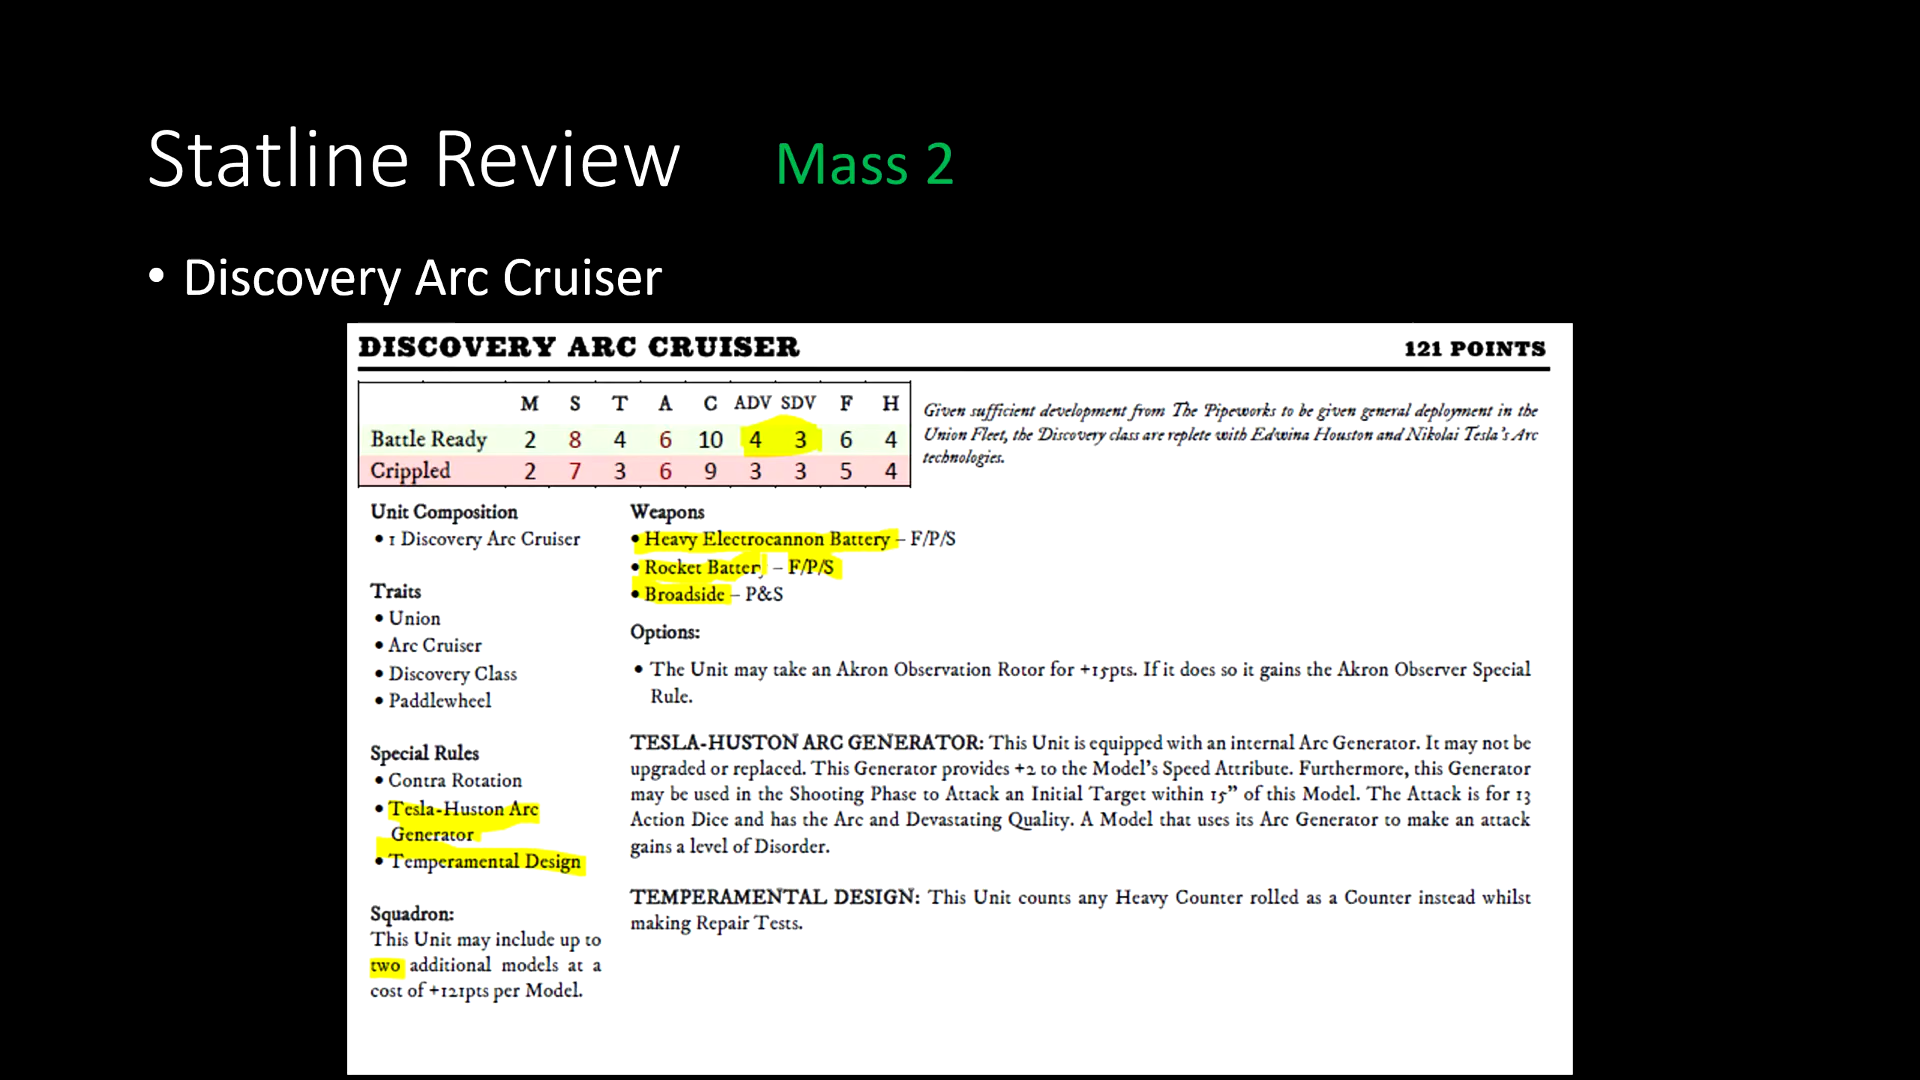 Statline Review Mass 2
• Discovery Arc Cruiser
DISCOVERY ARC CRUISER 121 POINTS
M S T A C ADV SDV F H
Battle Ready 2 8 4 6 10 4 3 6 4
Crippled 2 7 3 6 9 3 3 5 4
Given sufficient development from The Pipeworks to be given general deployment in the
Union Fleet, the Discovery class are replete with Edwina Houston and Nikolai Tesla's Arc
technologies.
Unit Composition
• 1 Discovery Arc Cruiser
Traits
• Union
• Arc Cruiser
• Discovery Class
• Paddlewheel
Special Rules
• Contra Rotation
• Tesla-Huston Arc
Generator
• Temperamental Design
Squadron:
This Unit may include up to
two additional models at a
cost of +121pts per Model.
Weapons
• Heavy Electrocannon Battery – F/P/S
• Rocket Battery – F/P/S
• Broadside – P&S
Options:
• The Unit may take an Akron Observation Rotor for +15pts. If it does so it gains the Akron Observer Special
Rule.
TESLA-HUSTON ARC GENERATOR: This Unit is equipped with an internal Arc Generator. It may not be
upgraded or replaced. This Generator provides +2 to the Model's Speed Attribute. Furthermore, this Generator
may be used in the Shooting Phase to Attack an Initial Target within 15" of this Model. The Attack is for 13
Action Dice and has the Arc and Devastating Quality. A Model that uses its Arc Generator to make an attack
gains a level of Disorder.
TEMPERAMENTAL DESIGN: This Unit counts any Heavy Counter rolled as a Counter instead whilst
making Repair Tests.